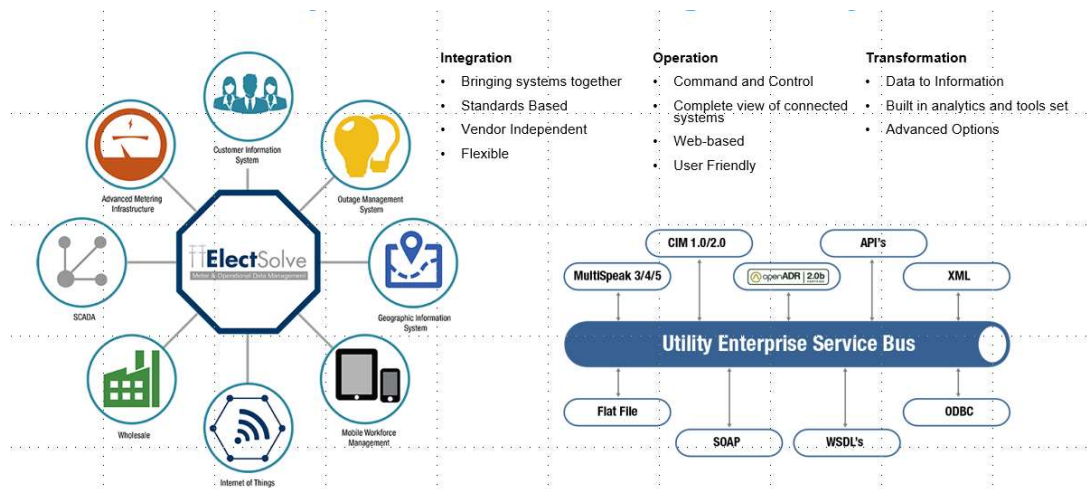 Customer Information
System
Advanced Metering
Infrastructure
Outage Management
System
ElectSolve
Meter & Operational Data Management
SCADA
Geographic Information
System
Wholesale
Mobile Workforce
Management
Internet of Things
Integration
• Bringing systems together
• Standards Based
• Vendor Independent
• Flexible
Operation
• Command and Control
• Complete view of connected
systems
• Web-based
• User Friendly
Transformation
• Data to Information
• Built in analytics and tools set
• Advanced Options
CIM 1.0/2.0
API's
MultiSpeak 3/4/5
openADR 2.0b
XML
Utility Enterprise Service Bus
Flat File
ODBC
SOAP
WSDL's